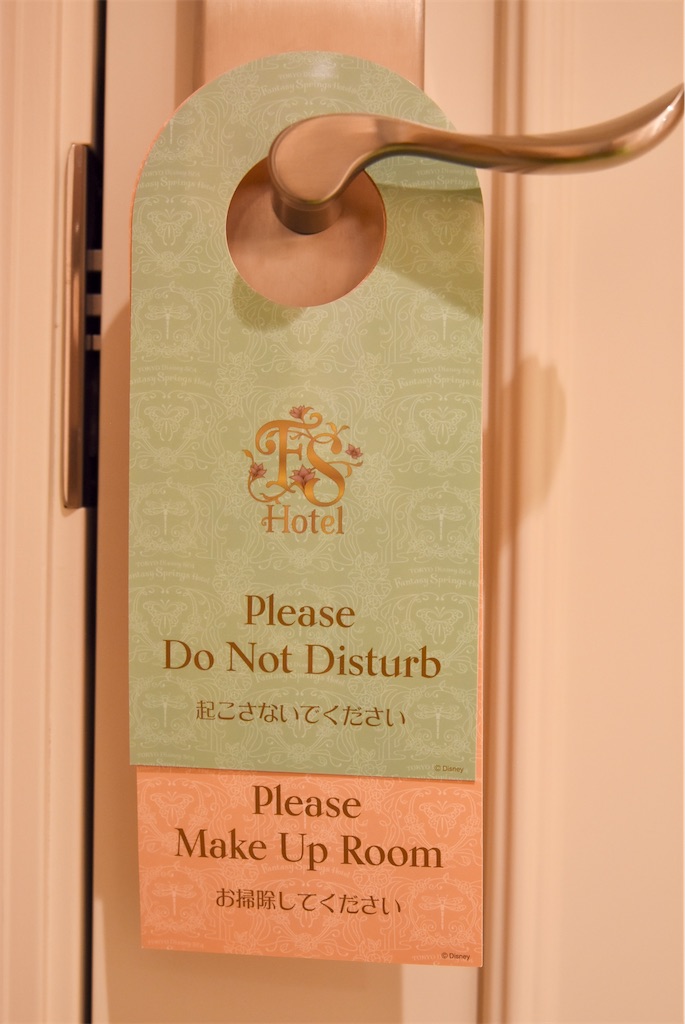 FS
Hotel
Please
Do Not Disturb
起こさないでください
© Disney
Please
Make Up Room
お掃除してください
© Disney